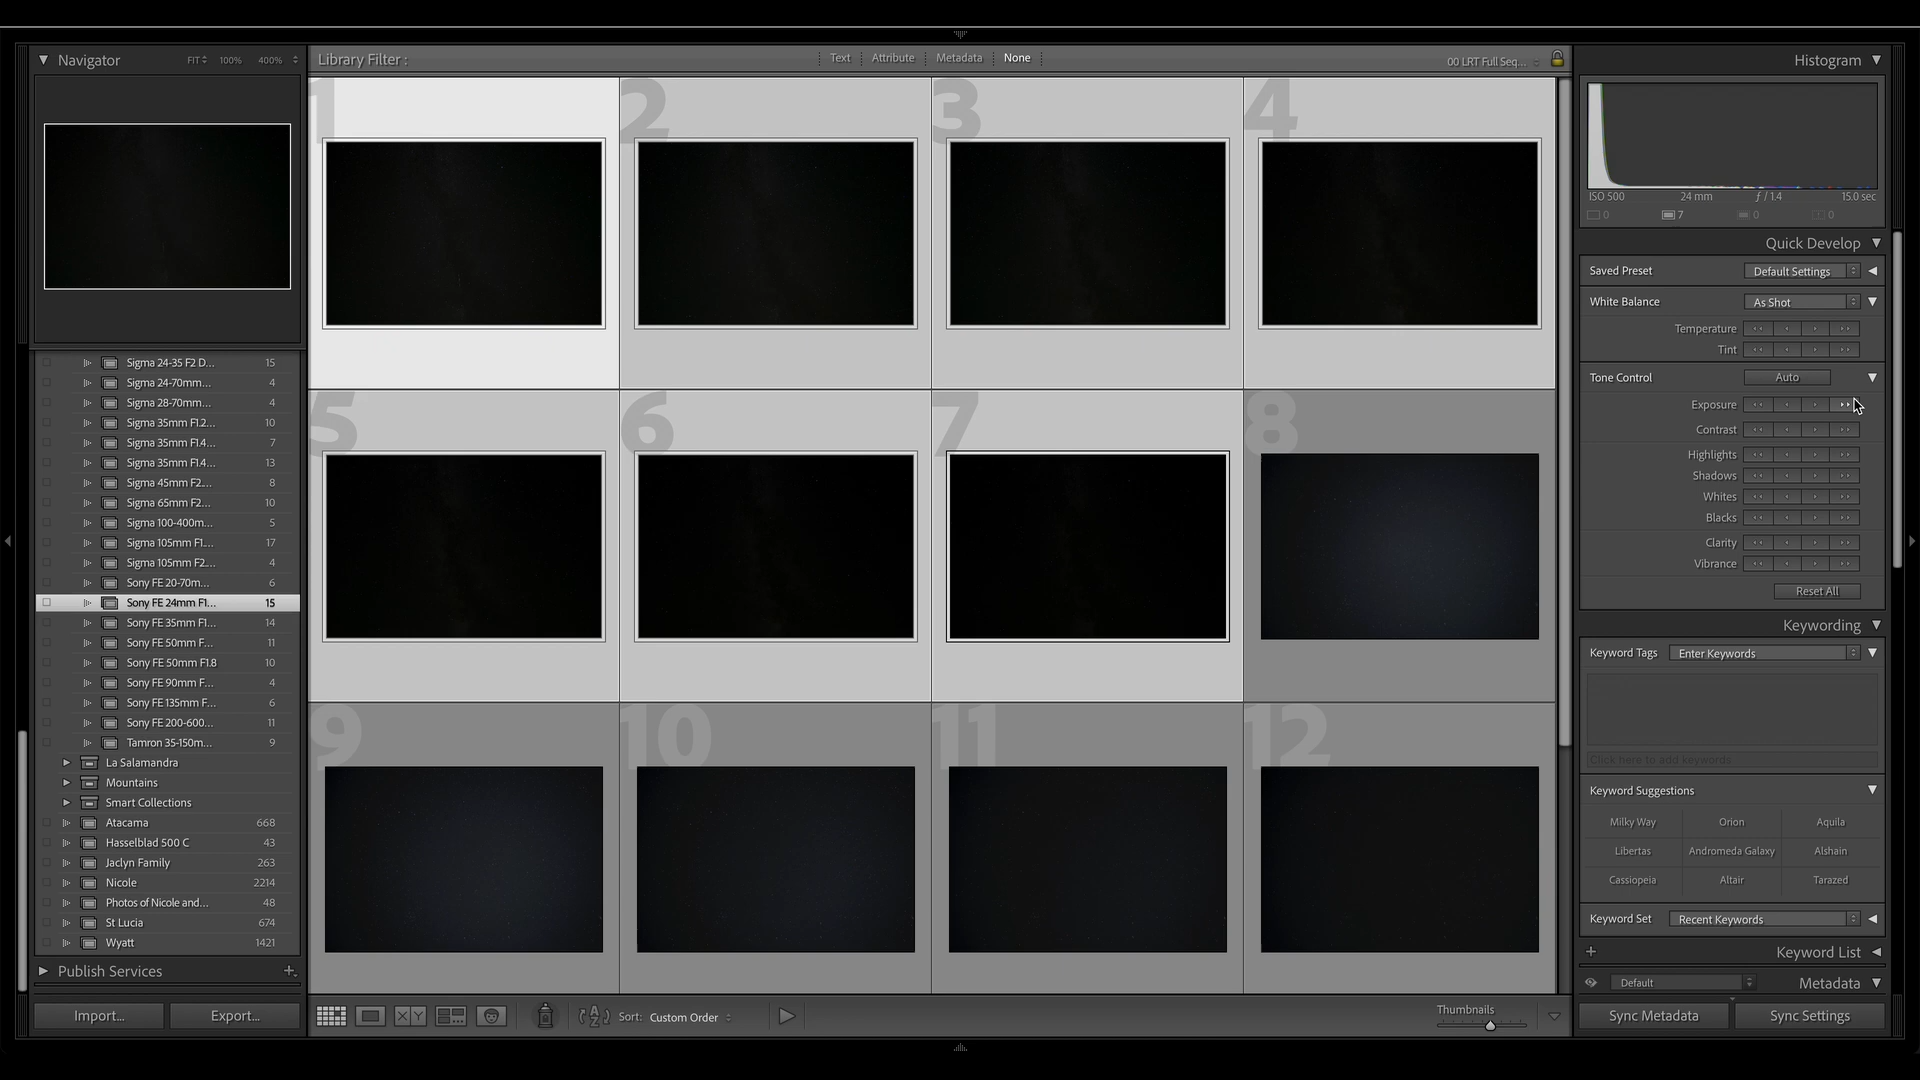 Navigator
FIT 100% 400%
Sigma 24-35 F2 D... 15
Sigma 24-70mm... 4
Sigma 28-70mm... 4
Sigma 35mm F1.2... 10
Sigma 35mm F1.4... 7
Sigma 35mm F1.4... 13
Sigma 45mm F2.... 8
Sigma 65mm F2... 10
Sigma 100-400m... 5
Sigma 105mm F1.... 17
Sigma 105mm F2.... 4
Sony FE 20-70m... 6
Sony FE 24mm F1... 15
Sony FE 35mm F1... 14
Sony FE 50mm F... 11
Sony FE 50mm F1.8 10
Sony FE 90mm F... 4
Sony FE 135mm F... 6
Sony FE 200-600... 11
Tamron 35-150m... 9
La Salamandra
Mountains
Smart Collections
Atacama 668
Hasselblad 500 C 43
Jaclyn Family 263
Nicole 2214
Photos of Nicole and... 48
St Lucia 674
Wyatt 1421
Publish Services +
Import... Export...
Library Filter : Text Attribute Metadata None 00 LRT Full Seq...
1 2 3 4
5 6 7 8
9 10 11 12
XY AZ Sort: Custom Order Thumbnails
Histogram
ISO 500 24 mm ƒ / 1.4 15.0 sec
0 7 0 0
Quick Develop
Saved Preset Default Settings
White Balance As Shot
Temperature
Tint
Tone Control Auto
Exposure
Contrast
Highlights
Shadows
Whites
Blacks
Clarity
Vibrance
Reset All
Keywording
Keyword Tags Enter Keywords
Click here to add keywords
Keyword Suggestions
Milky Way Orion Aquila
Libertas Andromeda Galaxy Alshain
Cassiopeia Altair Tarazed
Keyword Set Recent Keywords
+ Keyword List
Default Metadata
Sync Metadata Sync Settings